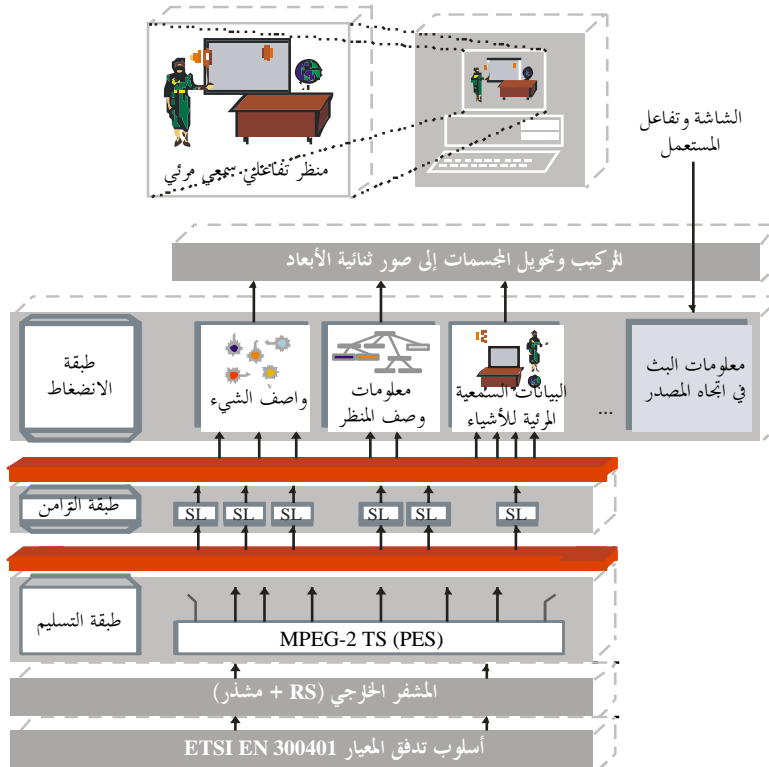 منظر تفاعلي سمعي مرئي
الشاشة وتفاعل
المستعمل
التركيب وتحويل المجسمات إلى صور ثنائية الأبعاد
طبقة
الانضغاط
واصف الشيء
معلومات
وصف المنظر
البيانات السمعية
المرئية للأشياء
...
معلومات البث
في اتجاه المصدر
طبقة التزامن
SL
SL
SL
SL
SL
SL
طبقة التسليم
MPEG-2 TS (PES)
المشفر الخارجي (RS + مشذر)
أسلوب تدفق المعيار ETSI EN 300401